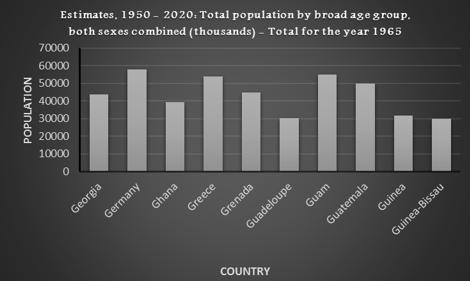 Estimates, 1950 – 2020: Total population by broad age group,
both sexes combined (thousands) – Total for the year 1965
70000
60000
50000
40000
30000
20000
10000
0
POPULATION
Georgia
Germany
Ghana
Greece
Grenada
Guadeloupe
Guam
Guatemala
Guinea
Guinea-Bissau
COUNTRY